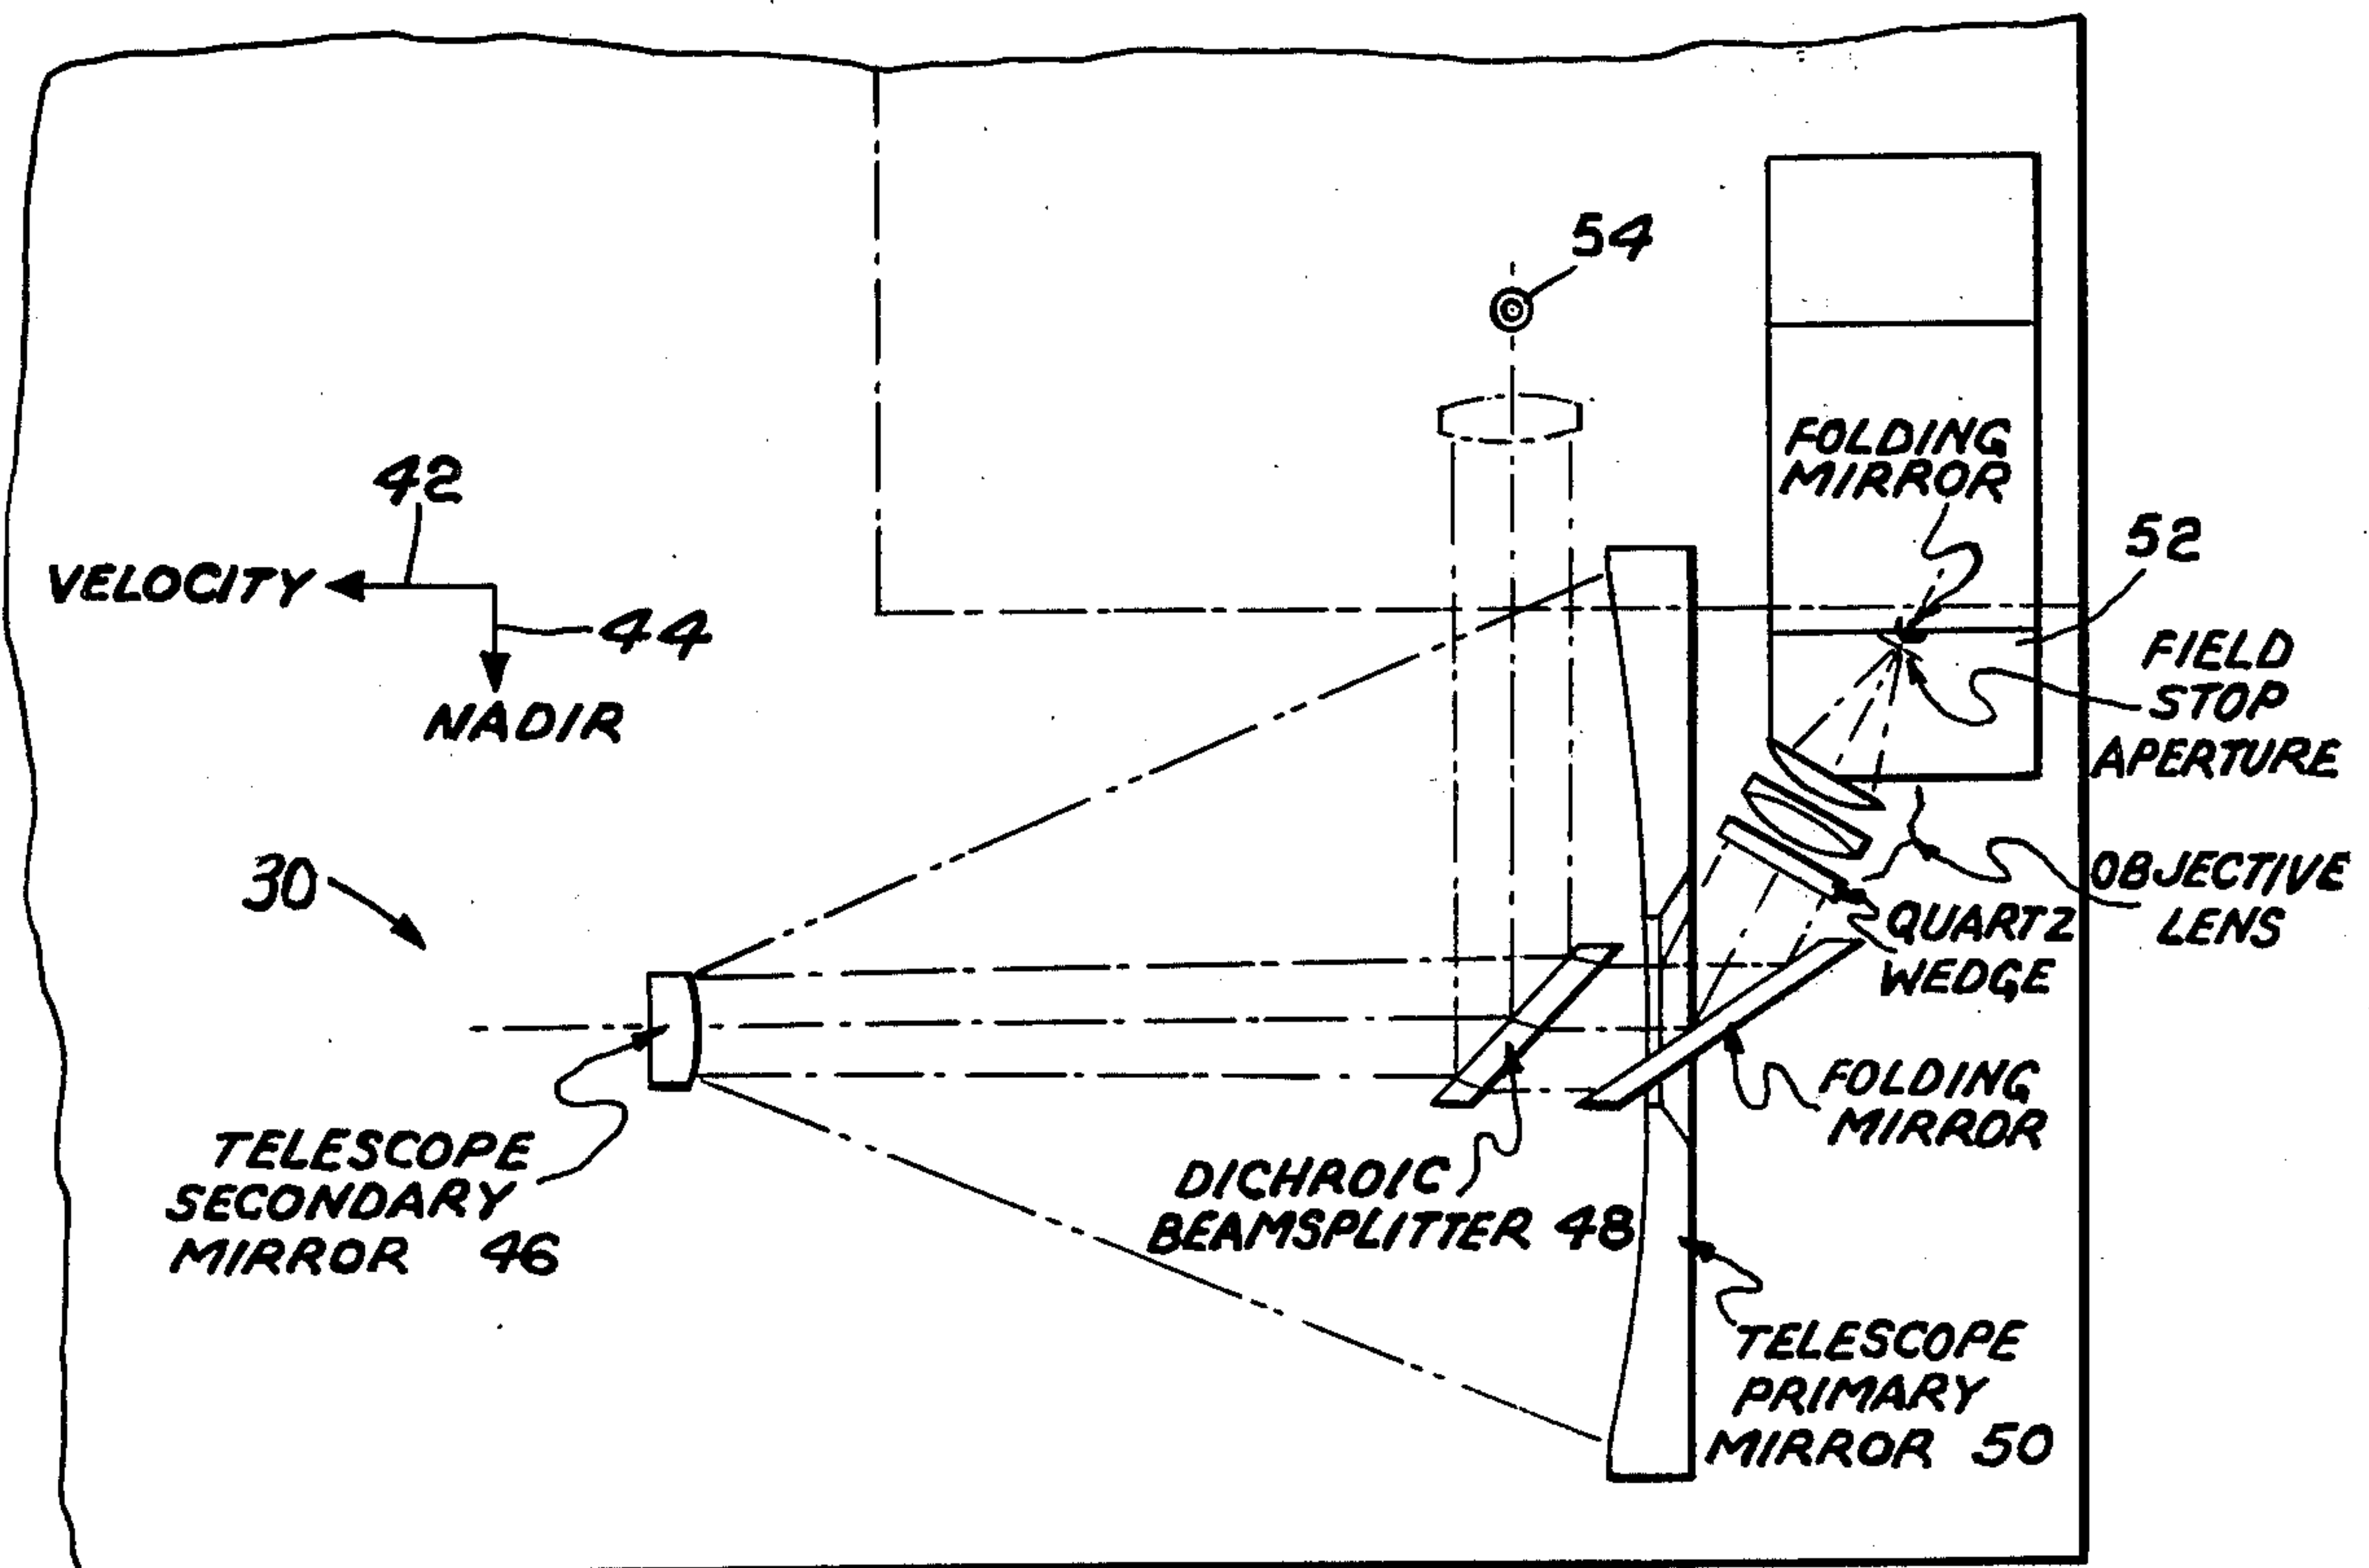 54
FOLDING
MIRROR
42
52
VELOCITY
44
FIELD
STOP
APERTURE
NADIR
30
OBJECTIVE
LENS
QUARTZ
WEDGE
FOLDING
MIRROR
TELESCOPE
SECONDARY
MIRROR 46
DICHROIC
BEAMSPLITTER 48
TELESCOPE
PRIMARY
MIRROR 50